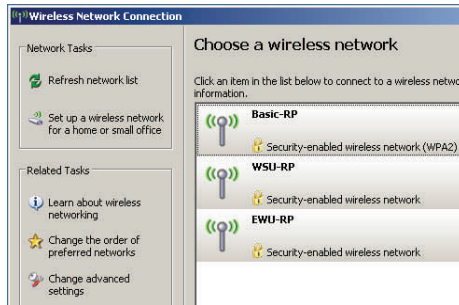 Wireless Network Connection
Network Tasks
Refresh network list
Set up a wireless network
for a home or small office
Related Tasks
Learn about wireless
networking
Change the order of
preferred networks
Change advanced
settings
Choose a wireless network
Click an item in the list below to connect to a wireless netwo
information.
Basic-RP
Security-enabled wireless network (WPA2)
WSU-RP
Security-enabled wireless network
EWU-RP
Security-enabled wireless network